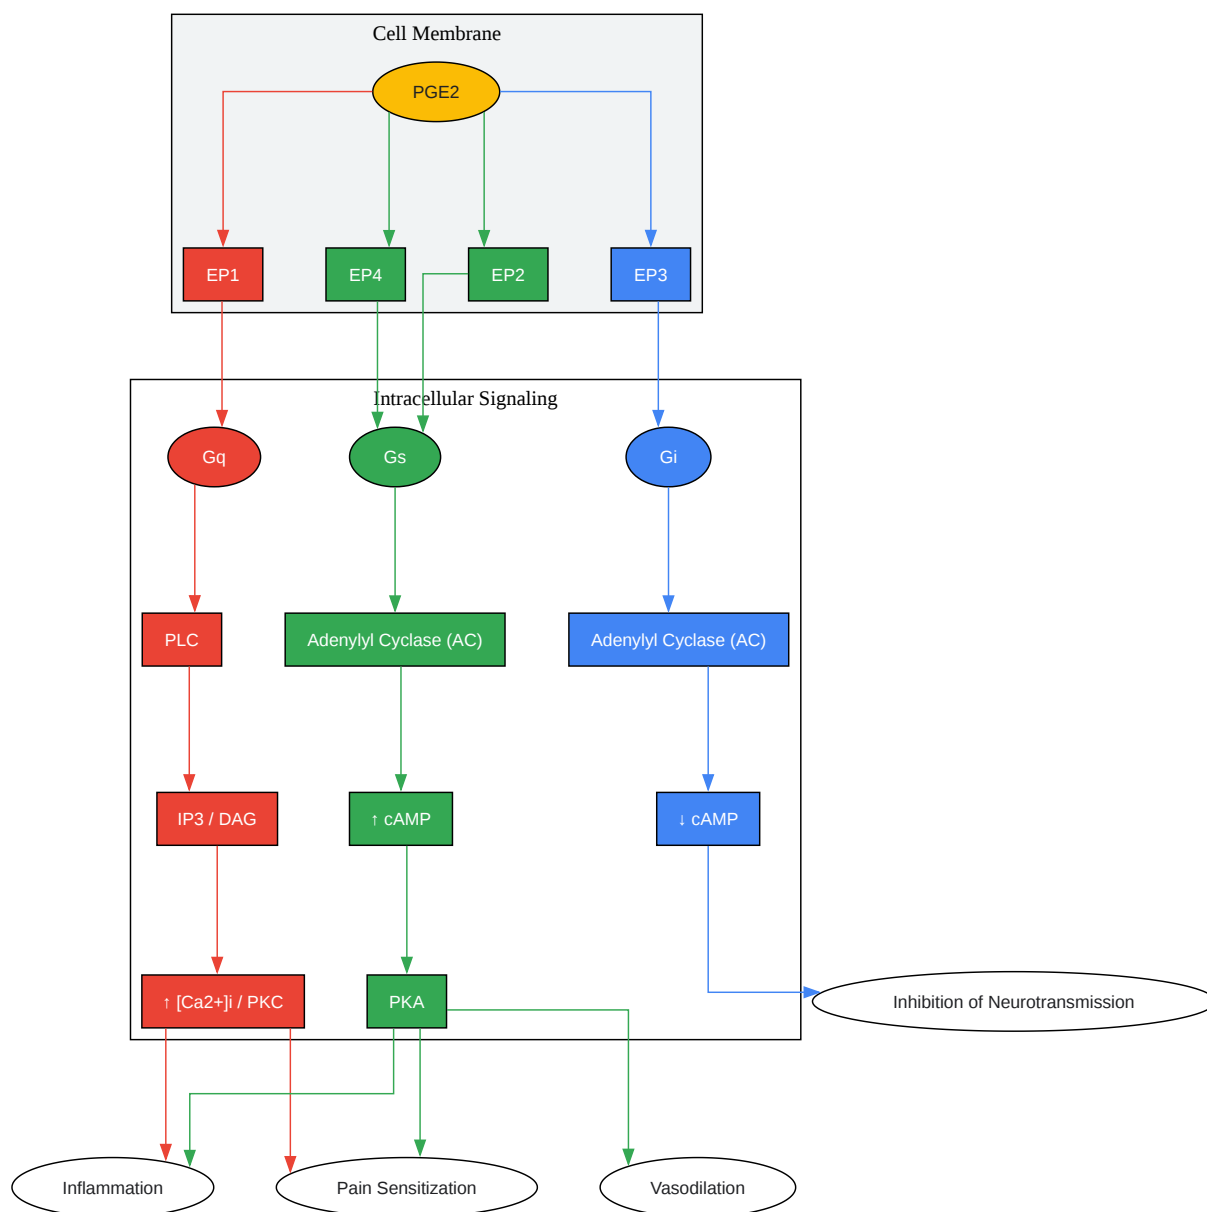 Cell Membrane
PGE2
EP1
EP4
EP2
EP3
Intracellular Signaling
Gq
Gs
Gi
PLC
Adenylyl Cyclase (AC)
Adenylyl Cyclase (AC)
IP3 / DAG
↑ cAMP
↓ cAMP
↑ [Ca2+]i / PKC
PKA
Inhibition of Neurotransmission
Inflammation
Pain Sensitization
Vasodilation